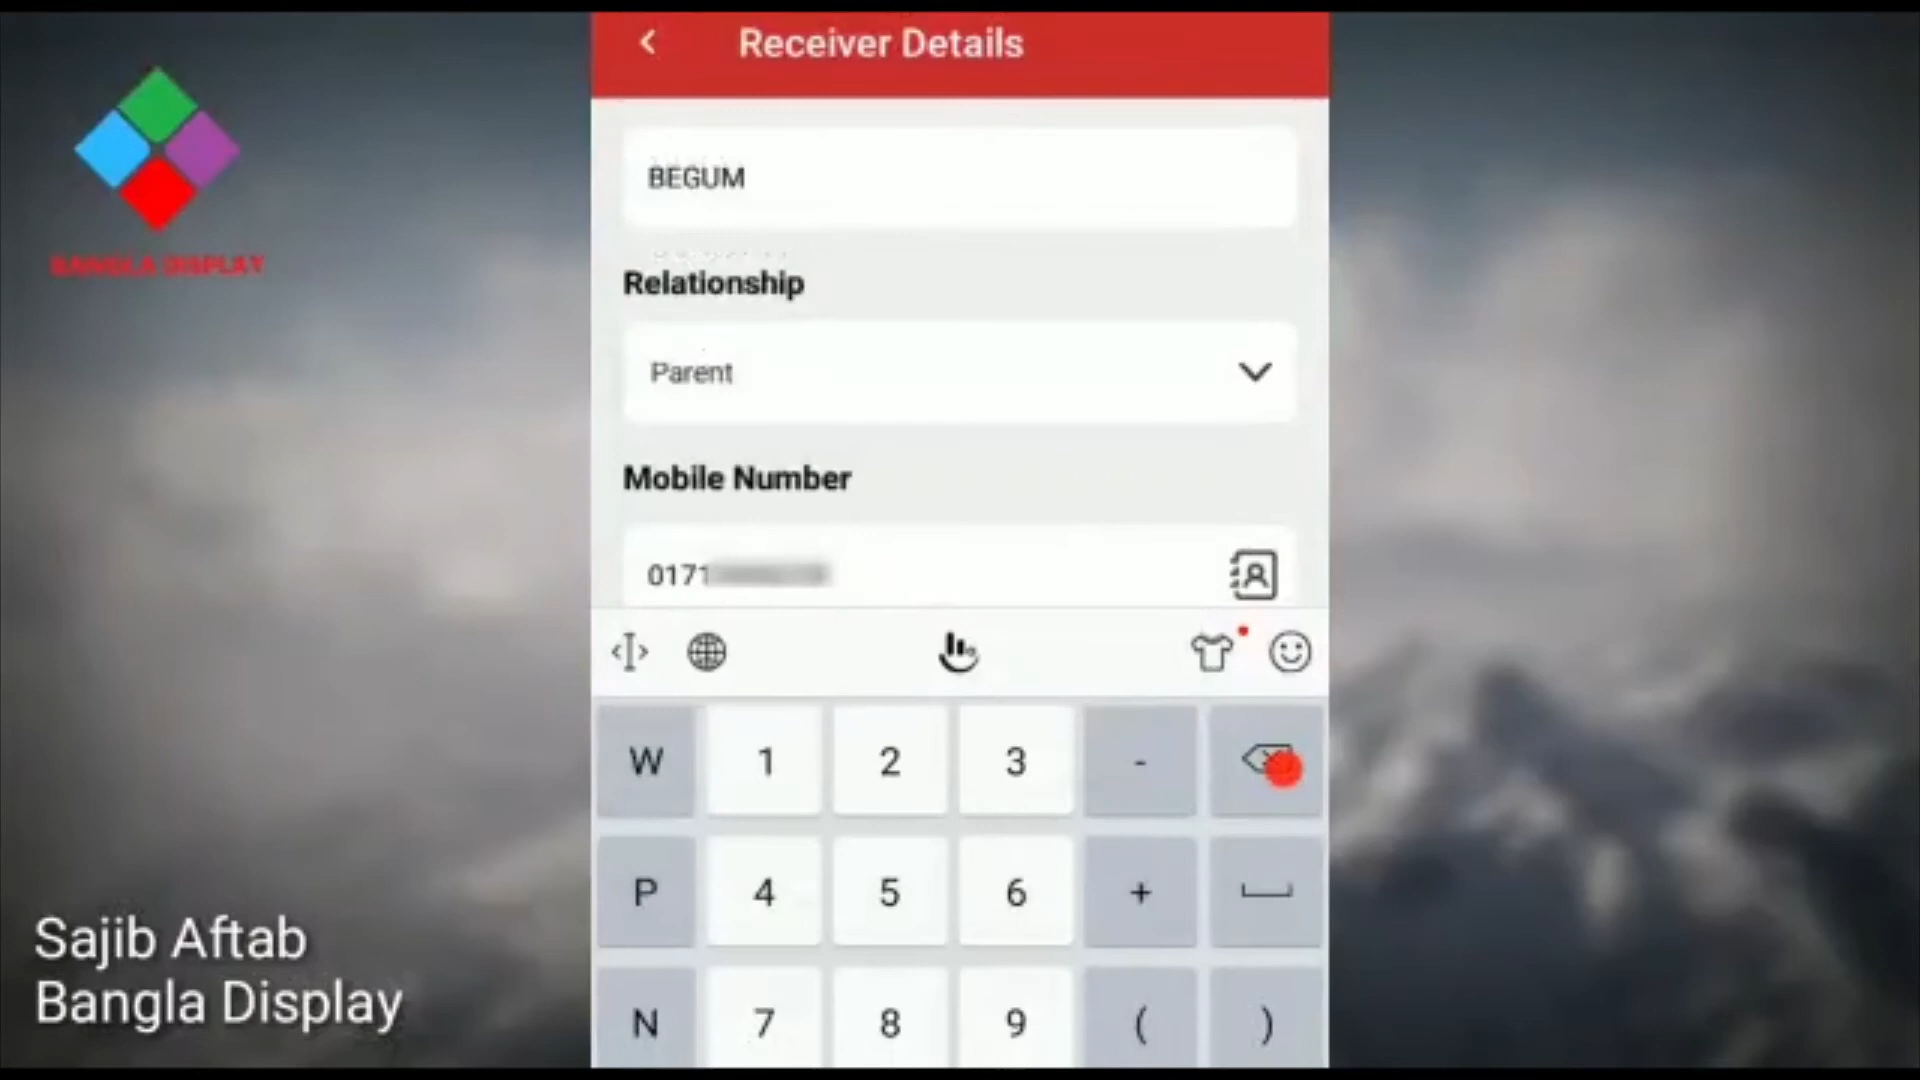 Receiver Details
BANGLA DISPLAY
BEGUM
Relationship
Parent
Mobile Number
0171
W 1 2 3 -
P 4 5 6 +
N 7 8 9 ( )
Sajib Aftab
Bangla Display